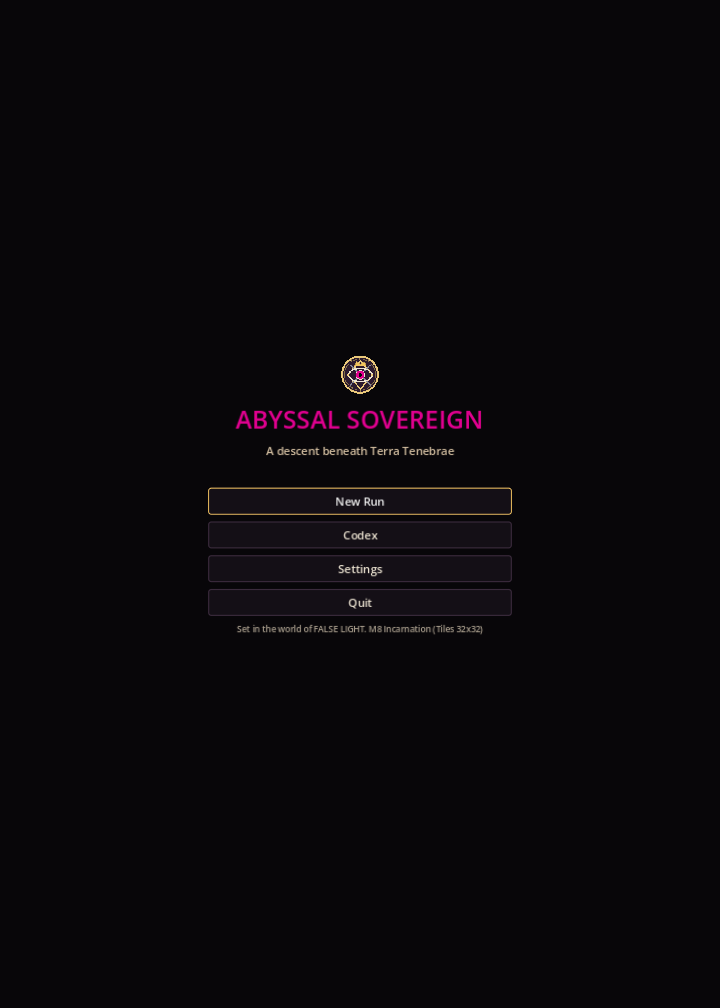 ABYSSAL SOVEREIGN
A descent beneath Terra Tenebrae
New Run
Codex
Settings
Quit
Set in the world of FALSE LIGHT. M8 Incarnation (Tiles 32x32)